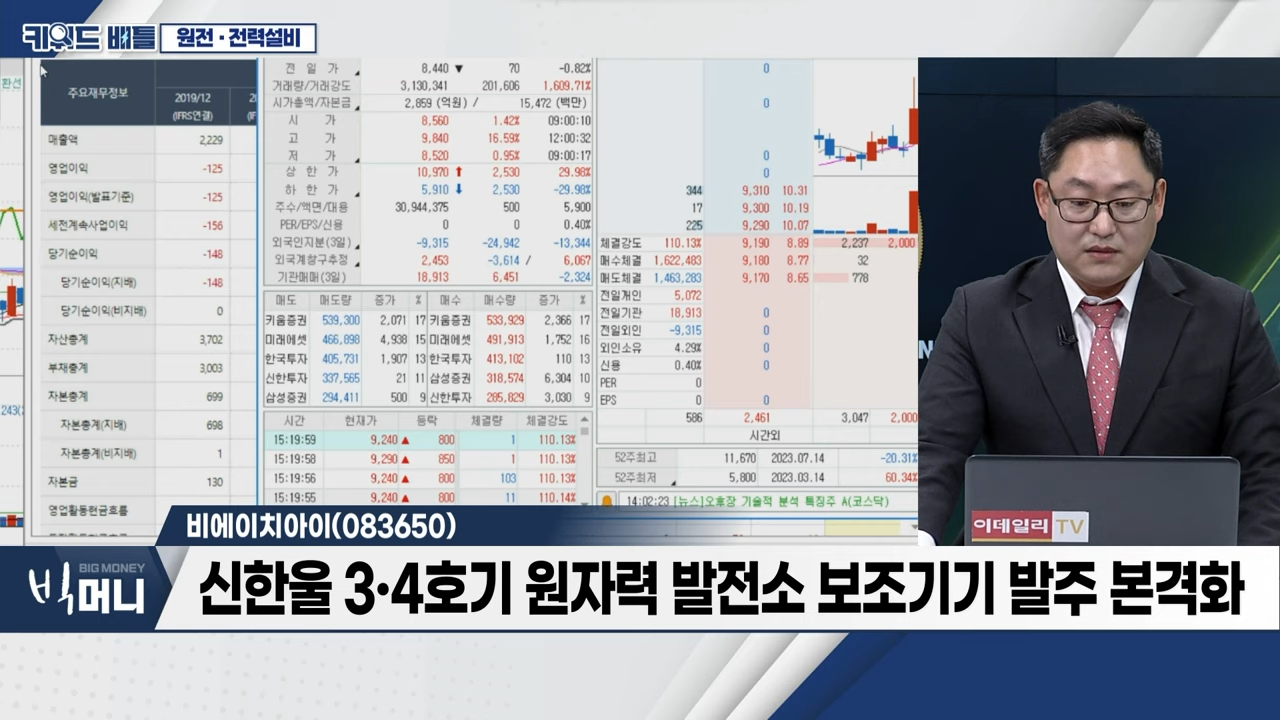 키워드 배틀
원전·전력설비
환선
주요재무정보
2019/12
(IFRS연결)
매출액 2,229
영업이익 -125
영업이익(발표기준) -125
세전계속사업이익 -156
당기순이익 -148
당기순이익(지배) -148
당기순이익(비지배) 0
자산총계 3,702
부채총계 3,003
자본총계 699
자본총계(지배) 698
자본총계(비지배) 1
자본금 130
영업활동현금흐름
전 일 가 8,440 ▼ 70 -0.82%
거래량/거래강도 3,130,341 201,606 1,609.71%
시가총액/자본금 2,859 (억원) / 15,472 (백만)
시 가 8,560 1.42% 09:00:10
고 가 9,840 16.59% 12:00:32
저 가 8,520 0.95% 09:00:17
상 한 가 10,970 ⬆ 2,530 29.98%
하 한 가 5,910 ⬇ 2,530 -29.98%
주수/액면/대용 30,944,375 500 5,900
PER/EPS/신용 0 0 0.40%
외국인지분(3일) -9,315 -24,942 -13,344
외국계창구추정 2,453 -3,614 / 6,067
기관매매(3일) 18,913 6,451 -2,324
매도 매도량 증가 % 매수 매수량 증가 %
키움증권 539,300 2,071 17 키움증권 533,929 2,366 17
미래에셋 466,898 4,938 15 미래에셋 491,913 1,752 16
한국투자 405,731 1,907 13 한국투자 413,102 110 13
신한투자 337,565 21 11 삼성증권 318,574 6,304 10
삼성증권 294,411 500 9 신한투자 285,829 3,030 9
시간 현재가 등락 체결량 체결강도
15:19:59 9,240 ▲ 800 1 110.13%
15:19:58 9,290 ▲ 850 1 110.13%
15:19:56 9,240 ▲ 800 103 110.13%
15:19:55 9,240 ▲ 800 11 110.14%
0
0
0
0
344 9,310 10.31
17 9,300 10.19
225 9,290 10.07
체결강도 110.13% 9,190 8.89 2,237 2,000
매수체결 1,622,483 9,180 8.77 32
매도체결 1,463,283 9,170 8.65 778
전일개인 5,072
전일기관 18,913 0
전일외인 -9,315 0
외인소유 4.29% 0
신용 0.40% 0
PER 0
EPS 0 0
586 2,461 3,047 2,000
시간외
52주최고 11,670 2023.07.14 -20.31%
52주최저 5,800 2023.03.14 60.34%
14:02:23 [뉴스]오후장 기술적 분석 특징주 A(코스닥)
이데일리 TV
비에이치아이(083650)
BIG MONEY
빅머니
신한울 3·4호기 원자력 발전소 보조기기 발주 본격화